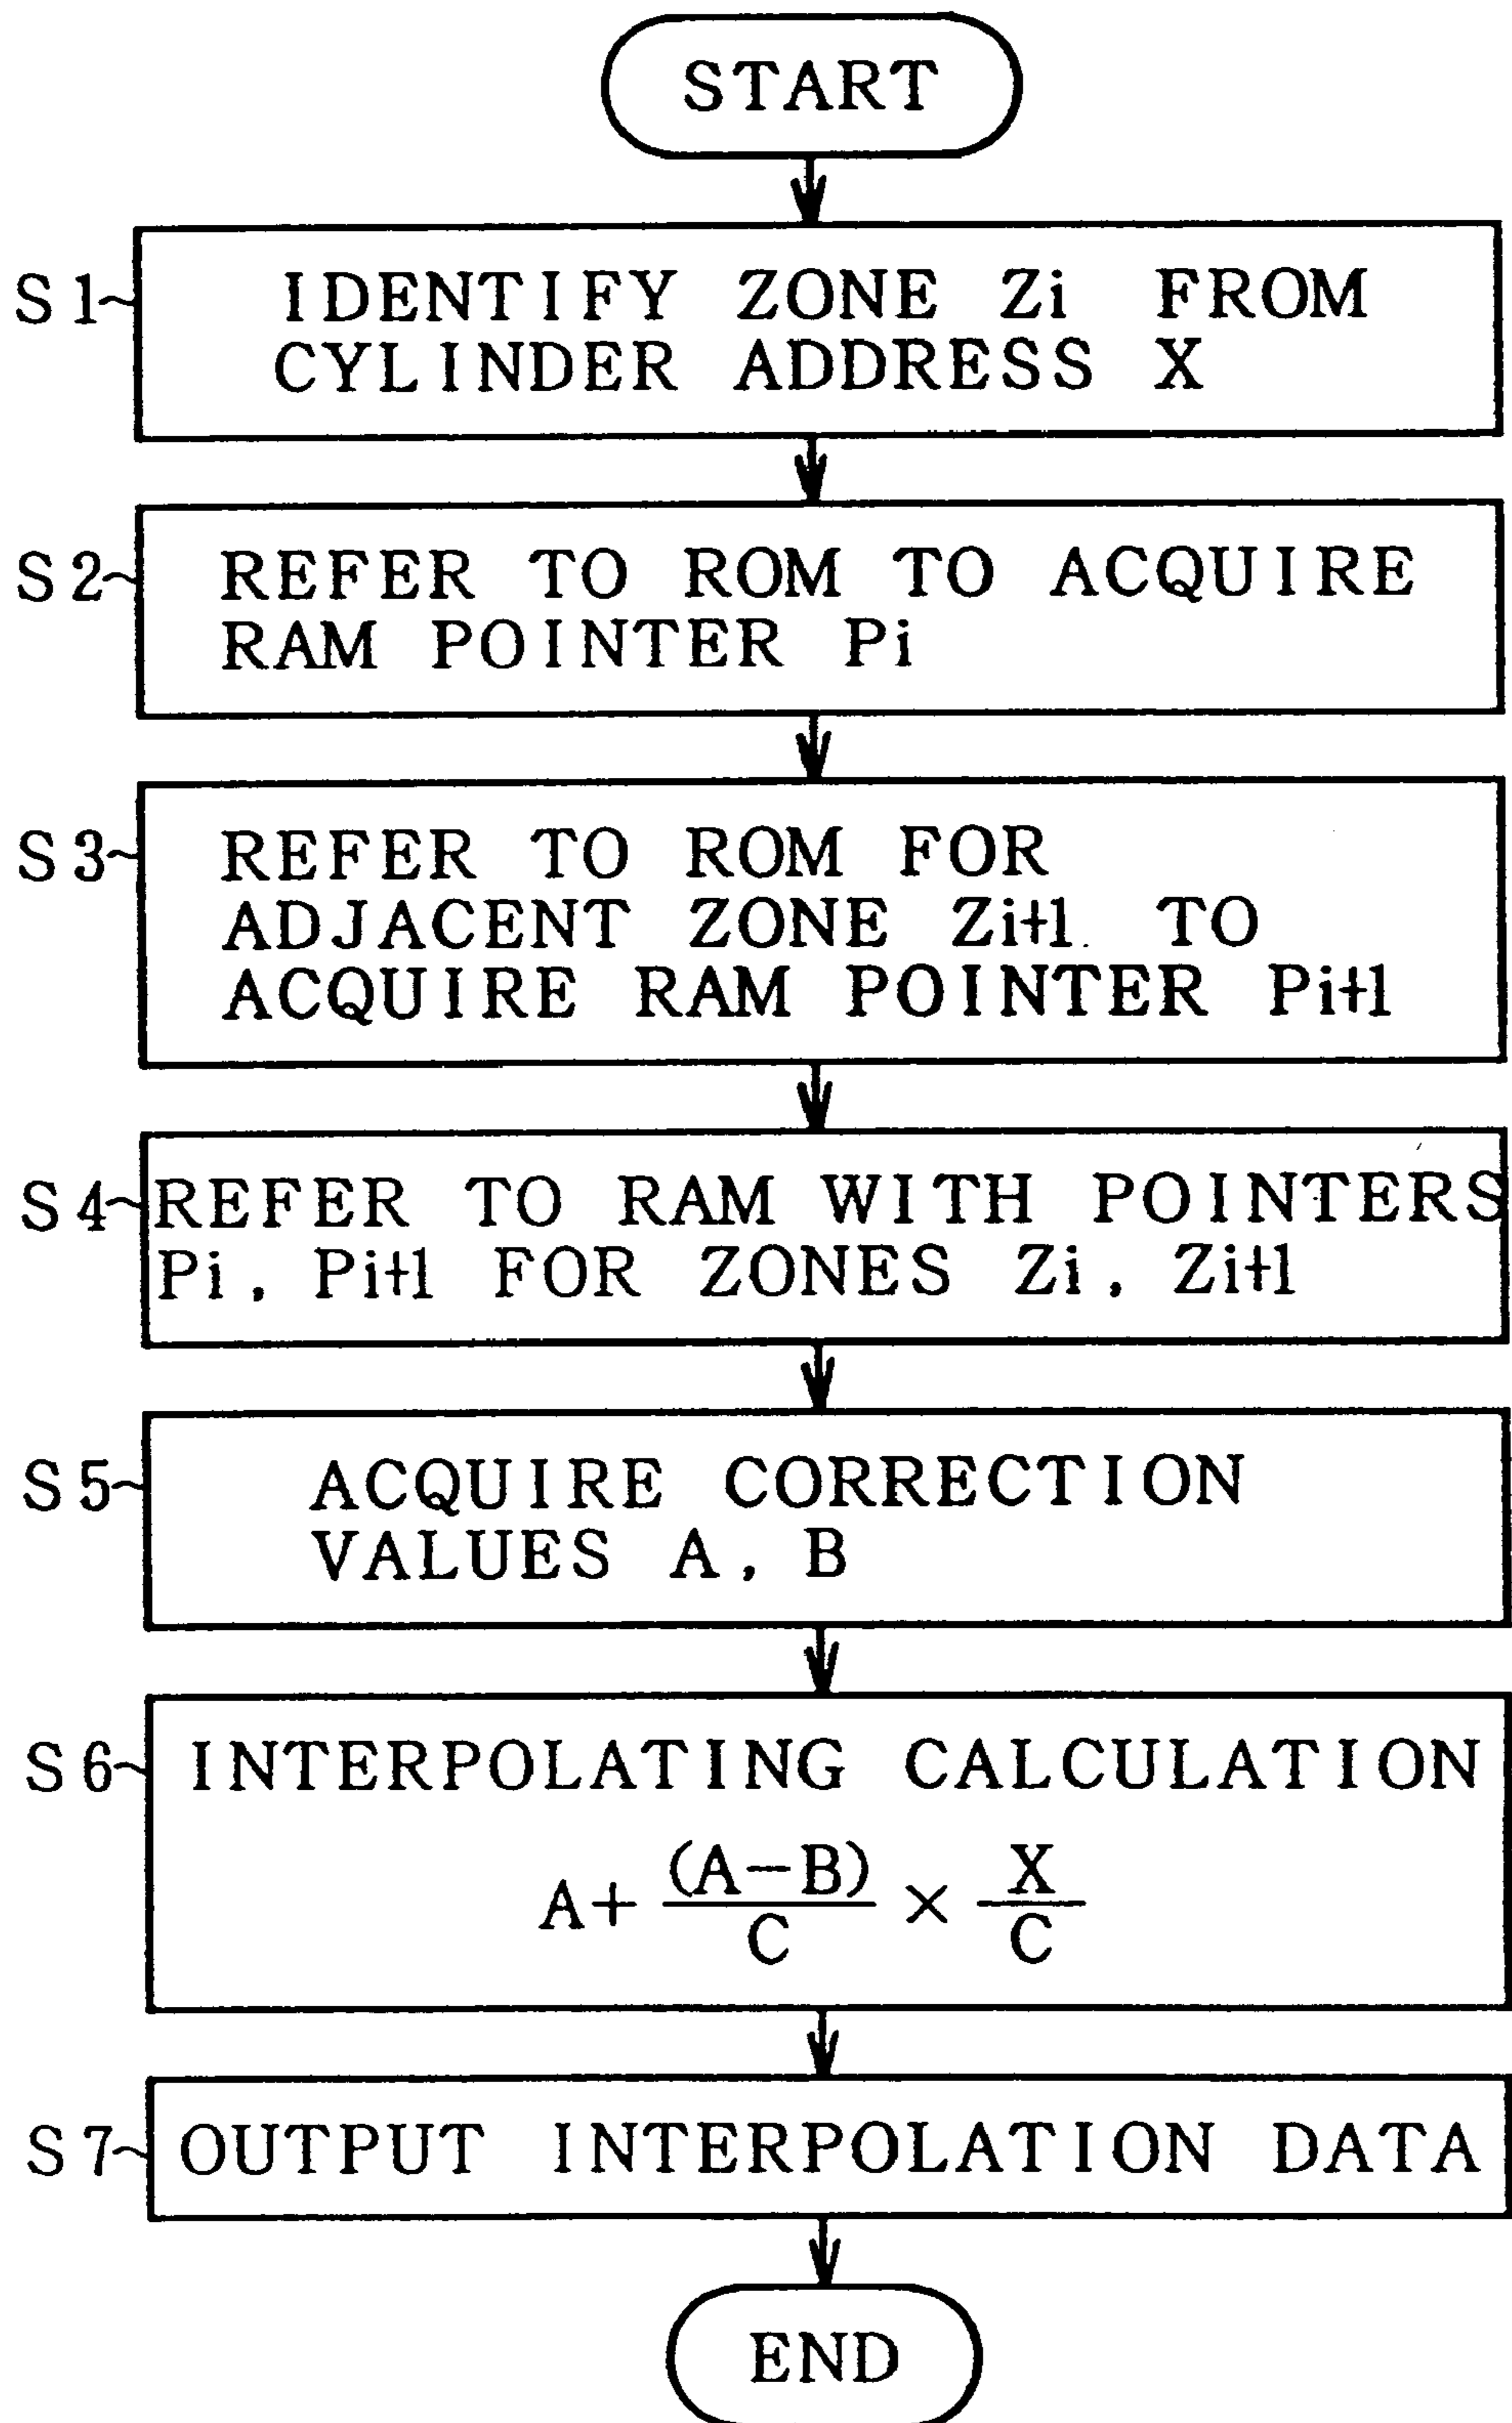 START
S1 IDENTIFY ZONE Zi FROM
CYLINDER ADDRESS X
S2 REFER TO ROM TO ACQUIRE
RAM POINTER Pi
S3 REFER TO ROM FOR
ADJACENT ZONE Zi+1 TO
ACQUIRE RAM POINTER Pi+1
S4 REFER TO RAM WITH POINTERS
Pi, Pi+1 FOR ZONES Zi, Zi+1
S5 ACQUIRE CORRECTION
VALUES A, B
S6 INTERPOLATING CALCULATION
A+ (A-B)/C × X/C
S7 OUTPUT INTERPOLATION DATA
END